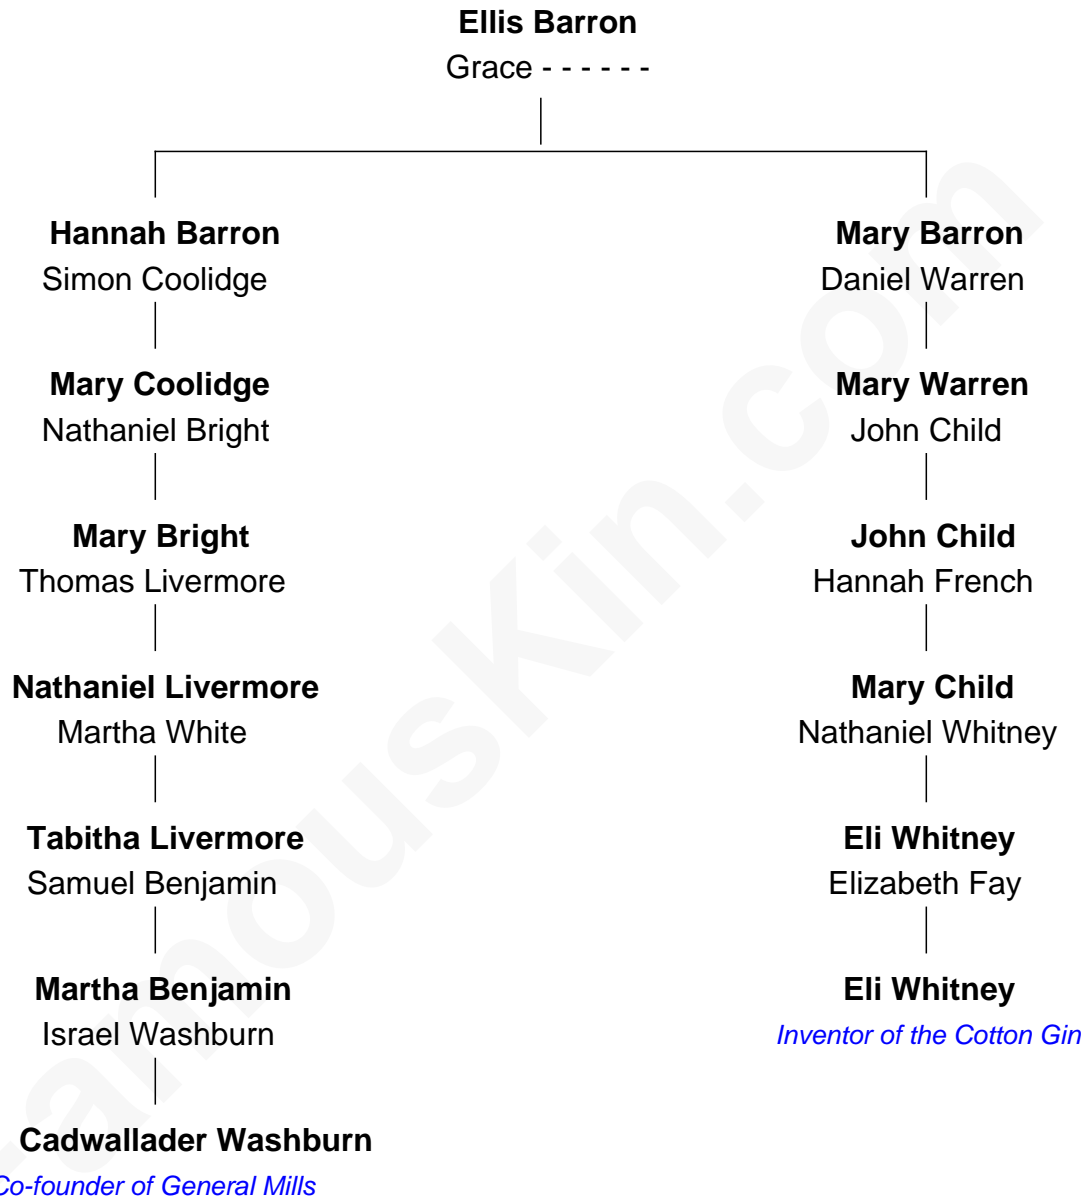 Ellis Barron
Grace - - - - - -
Hannah Barron
Simon Coolidge
Mary Barron
Daniel Warren
Mary Coolidge
Nathaniel Bright
Mary Warren
John Child
Mary Bright
Thomas Livermore
John Child
Hannah French
Nathaniel Livermore
Martha White
Mary Child
Nathaniel Whitney
Tabitha Livermore
Samuel Benjamin
Eli Whitney
Elizabeth Fay
Martha Benjamin
Israel Washburn
Eli Whitney
Inventor of the Cotton Gin
Cadwallader Washburn
Co-founder of General Mills
FamousKin.com